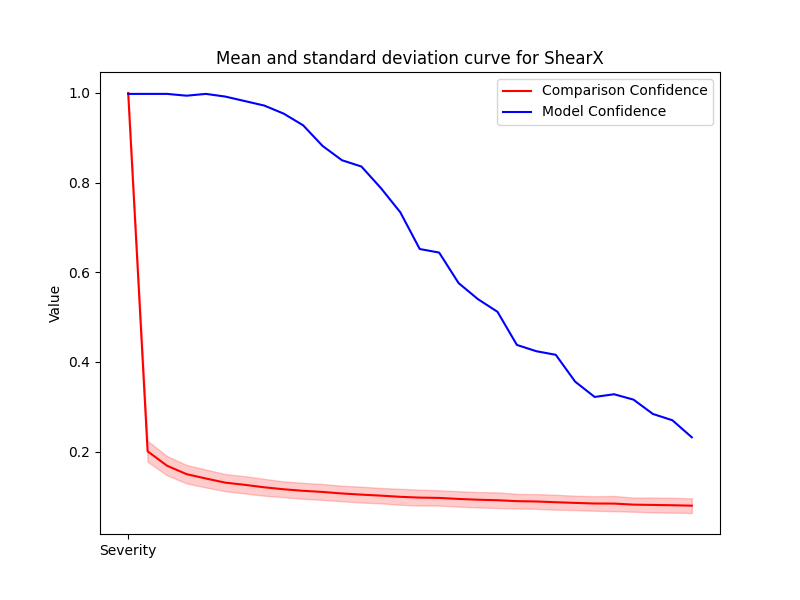 Mean and standard deviation curve for ShearX
Comparison Confidence
Model Confidence
1.0
0.8
0.6
0.4
0.2
Value
Severity